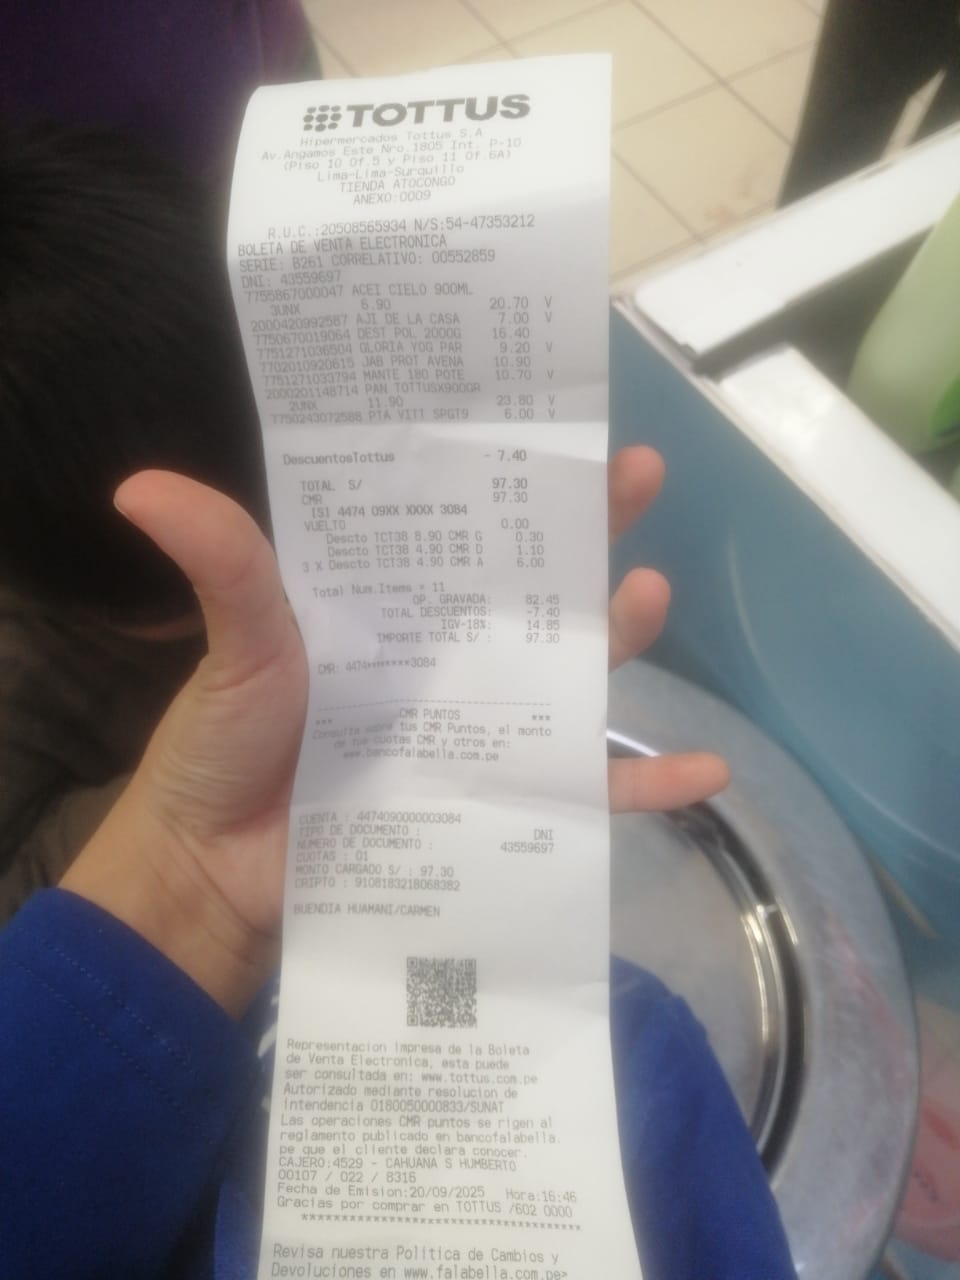 TOTTUS
Hipermercados Tottus S.A
Av.Angamos Este Nro.1805 Int. P-10
(Piso 10 Of.5 y Piso 11 Of.6A)
Lima-Lima-Surquillo
TIENDA ATOCONGO
ANEXO:0009
R.U.C.:20508565934 N/S:54-47353212
BOLETA DE VENTA ELECTRONICA
SERIE: B261 CORRELATIVO: 00552859
DNI: 43559697
7755867000047 ACEI CIELO 900ML
3UNX 6.90 20.70 V
2000420992587 AJI DE LA CASA 7.00 V
7750670019064 DEST POL 2000G 16.40
7751271036504 GLORIA YOG PAR 9.20 V
7702010920615 JAB PROT AVENA 10.90
7751271033794 MANTE 180 POTE 10.70 V
2000201148714 PAN TOTTUSX900GR
2UNX 11.90 23.80 V
7750243072588 PTA VITT SPGT9 6.00 V
DescuentosTottus - 7.40
TOTAL S/ 97.30
CMR 97.30
ISI 4474 09XX XXXX 3084
VUELTO 0.00
Descto TCT38 8.90 CMR G 0.30
Descto TCT38 4.90 CMR D 1.10
3 X Descto TCT38 4.90 CMR A 6.00
Total Num.Items = 11
OP. GRAVADA: 82.45
TOTAL DESCUENTOS: -7.40
IGV-18%: 14.85
IMPORTE TOTAL S/ : 97.30
CMR: 4474********3084
*** CMR PUNTOS ***
Consulta sobre tus CMR Puntos, el monto
de tus cuotas CMR y otros en:
www.bancofalabella.com.pe
CUENTA : 4474090000003084
TIPO DE DOCUMENTO : DNI
NUMERO DE DOCUMENTO : 43559697
CUOTAS : 01
MONTO CARGADO S/ : 97.30
CRIPTO : 9108183218068382
BUENDIA HUAMANI/CARMEN
Representacion Impresa de la Boleta
de Venta Electronica, esta puede
ser consultada en: www.tottus.com.pe
Autorizado mediante resolucion de
intendencia 0180050000833/SUNAT
Las operaciones CMR puntos se rigen al
reglamento publicado en bancofalabella.
pe que el cliente declara conocer.
CAJERO:4529 - CAHUANA S HUMBERTO
00107 / 022 / 8316
Fecha de Emision:20/09/2025 Hora:16:46
Gracias por comprar en TOTTUS /602 0000
Revisa nuestra Política de Cambios y
Devoluciones en www.falabella.com.pe>